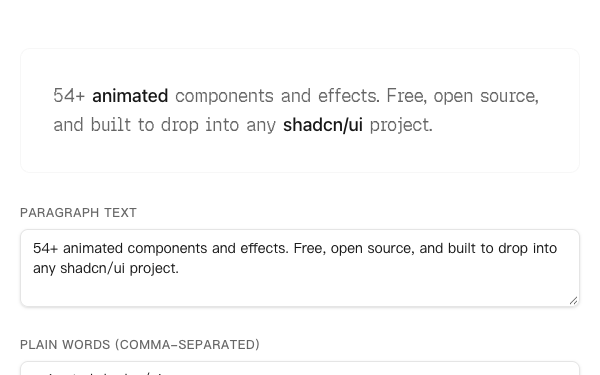 54+ animated components and effects. Free, open source,
and built to drop into any shadcn/ui project.
PARAGRAPH TEXT
54+ animated components and effects. Free, open source, and built to drop into
any shadcn/ui project.
PLAIN WORDS (COMMA-SEPARATED)